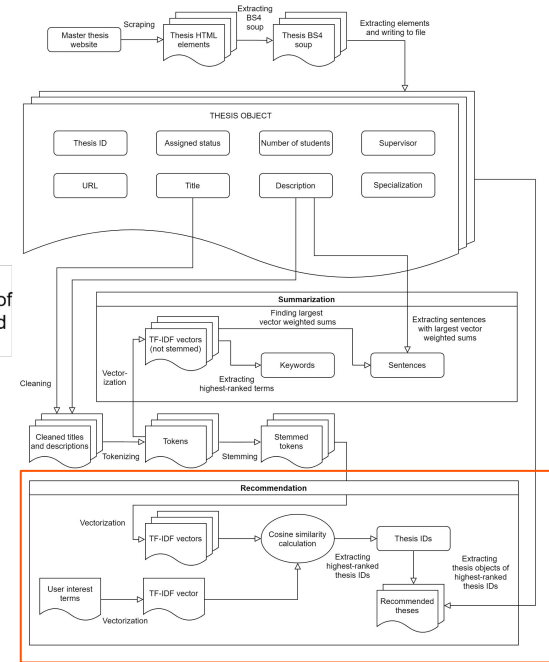 Extracting
BS4
soup
Scraping
Extracting elements
and writing to file
Master thesis
website
Thesis HTML
elements
Thesis BS4
soup
THESIS OBJECT
Thesis ID
Assigned status
Number of students
Supervisor
URL
Title
Description
Specialization
of
Summarization
Finding largest
vector weighted sums
Extracting sentences
with largest vector
weighted sums
TF-IDF vectors
(not stemmed)
Keywords
Sentences
Vector-
ization
Extracting
highest-ranked terms
Cleaning
Cleaned titles
and descriptions
Tokenizing
Tokens
Stemming
Stemmed
tokens
Recommendation
Vectorization
TF-IDF vectors
Cosine similarity
calculation
Thesis IDs
Extracting
highest-ranked
thesis IDs
Extracting
thesis objects of
highest-ranked
thesis IDs
User interest
terms
Vectorization
TF-IDF vector
Recommended
theses